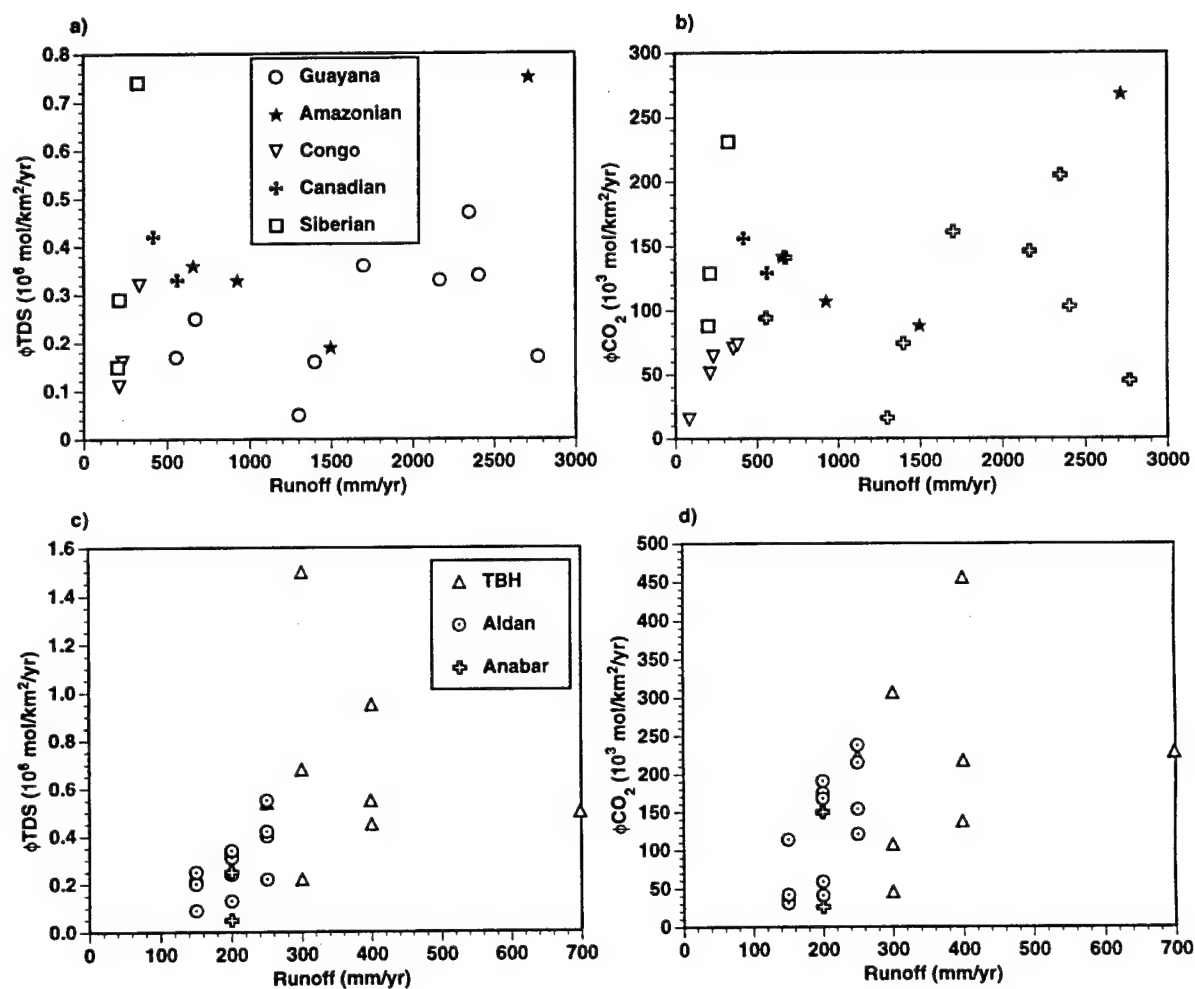 a)
ϕTDS (10⁶ mol/km²/yr)
0.8
0.7
0.6
0.5
0.4
0.3
0.2
0.1
0
0 500 1000 1500 2000 2500 3000
Runoff (mm/yr)
Guayana
Amazonian
Congo
Canadian
Siberian
b)
ϕCO₂ (10³ mol/km²/yr)
300
250
200
150
100
50
0
0 500 1000 1500 2000 2500 3000
Runoff (mm/yr)
c)
ϕTDS (10⁶ mol/km²/yr)
1.6
1.4
1.2
1.0
0.8
0.6
0.4
0.2
0.0
0 100 200 300 400 500 600 700
Runoff (mm/yr)
TBH
Aldan
Anabar
d)
ϕCO₂ (10³ mol/km²/yr)
500
450
400
350
300
250
200
150
100
50
0
0 100 200 300 400 500 600 700
Runoff (mm/yr)